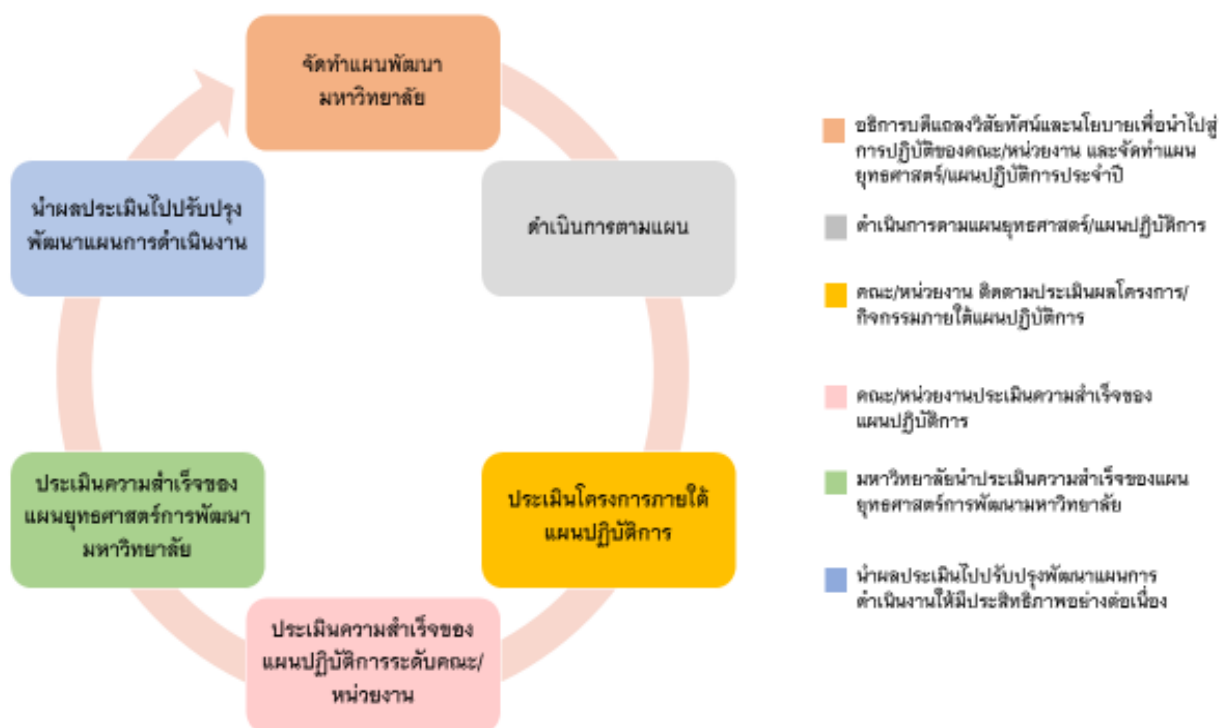 จัดทำแผนพัฒนา
มหาวิทยาลัย
ดำเนินการตามแผน
ประเมินโครงการภายใต้
แผนปฏิบัติการ
ประเมินความสำเร็จของ
แผนปฏิบัติการระดับคณะ/
หน่วยงาน
ประเมินความสำเร็จของ
แผนยุทธศาสตร์การพัฒนา
มหาวิทยาลัย
นำผลประเมินไปปรับปรุง
พัฒนาแผนการดำเนินงาน
อธิการบดีแถลงวิสัยทัศน์และนโยบายเพื่อนำไปสู่
การปฏิบัติของคณะ/หน่วยงาน และจัดทำแผน
ยุทธศาสตร์/แผนปฏิบัติการประจำปี
ดำเนินการตามแผนยุทธศาสตร์/แผนปฏิบัติการ
คณะ/หน่วยงาน ติดตามประเมินผลโครงการ/
กิจกรรมภายใต้แผนปฏิบัติการ
คณะ/หน่วยงานประเมินความสำเร็จของ
แผนปฏิบัติการ
มหาวิทยาลัยนำประเมินความสำเร็จของแผน
ยุทธศาสตร์การพัฒนามหาวิทยาลัย
นำผลประเมินไปปรับปรุงพัฒนาแผนการ
ดำเนินงานให้มีประสิทธิภาพอย่างต่อเนื่อง